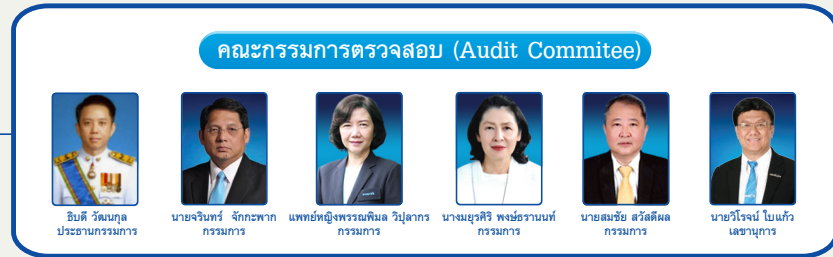 คณะกรรมการตรวจสอบ (Audit Commitee)
ธิบดี วัฒนกุล
ประธานกรรมการ
นายจรินทร์ จักกะพาก
กรรมการ
แพทย์หญิงพรรณพิมล วิปุลากร
กรรมการ
นางมยุรศิริ พงษ์ธรานนท์
กรรมการ
นายสมชัย สวัสดีผล
กรรมการ
นายวิโรจน์ ใบแก้ว
เลขานุการ